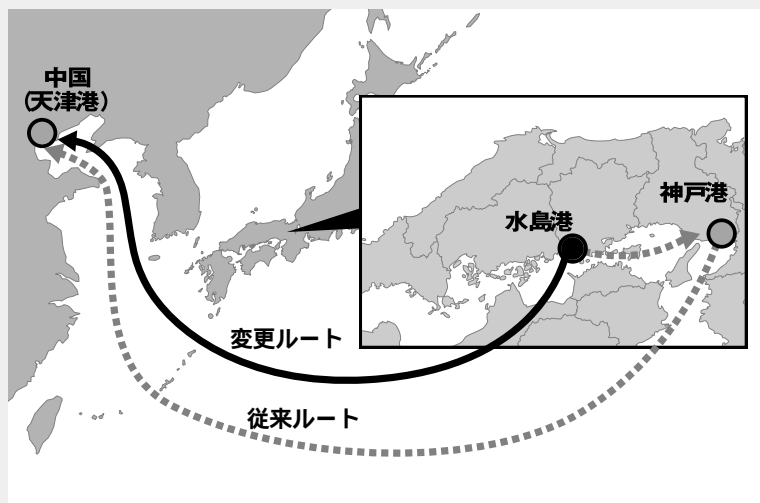 中国
（天津港）
神戸港
水島港
変更ルート
従来ルート